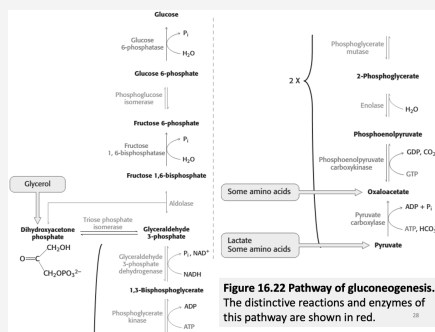 Glucose
Glucose
6-phosphatase
Pi
H2O
Glucose 6-phosphate
Phosphoglucose
isomerase
Fructose 6-phosphate
Fructose
1, 6-bisphosphatase
Pi
H2O
Fructose 1,6-bisphosphate
Glycerol
Aldolase
Dihydroxyacetone
phosphate
Triose phosphate
isomerase
Glyceraldehyde
3-phosphate
CH2OH
O
C
CH2OPO32–
Glyceraldehyde
3-phosphate
dehydrogenase
Pi, NAD+
NADH
1,3-Bisphosphoglycerate
Phosphoglycerate
kinase
ADP
ATP
2 X
Phosphoglycerate
mutase
2-Phosphoglycerate
Enolase
H2O
Phosphoenolpyruvate
Phosphoenolpyruvate
carboxykinase
GDP, CO2
GTP
Some amino acids
Oxaloacetate
Pyruvate
carboxylase
ADP + Pi
ATP, HCO
Lactate
Some amino acids
Pyruvate
Figure 16.22 Pathway of gluconeogenesis.
The distinctive reactions and enzymes of
this pathway are shown in red.
28